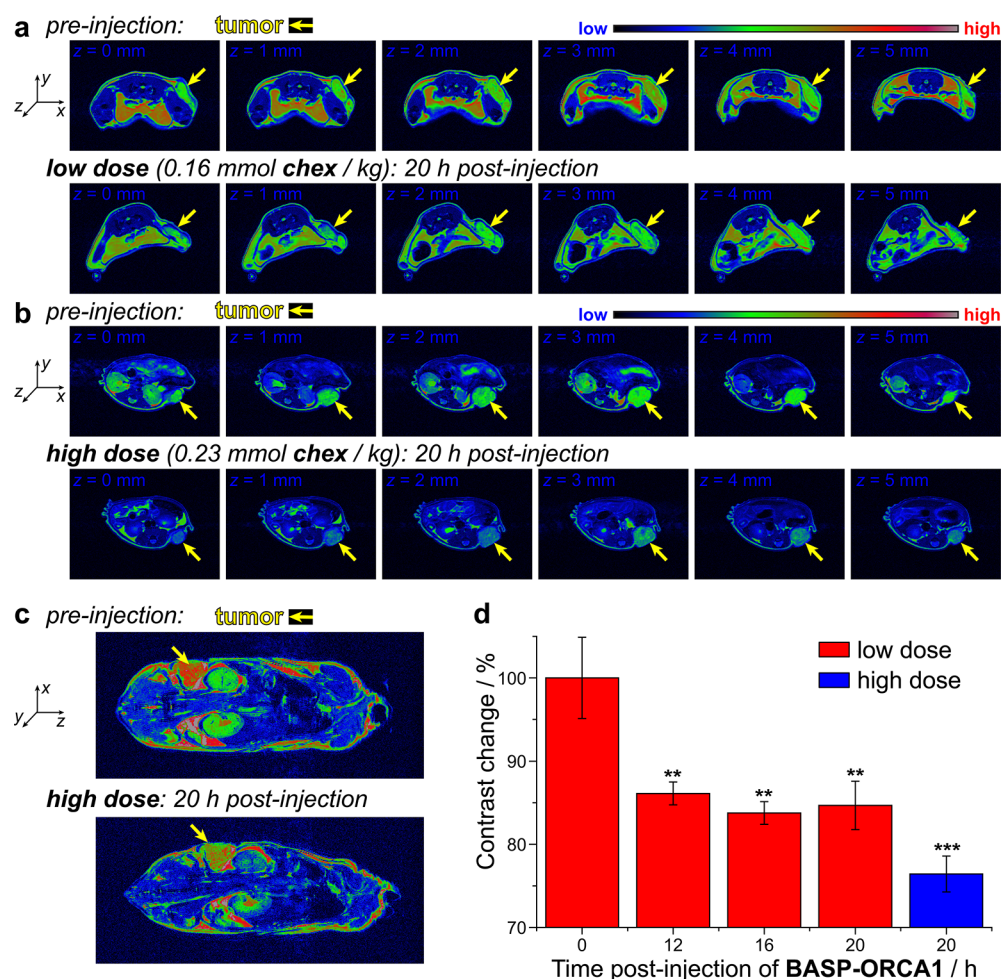 a pre-injection: tumor low high
z = 0 mm z = 1 mm z = 2 mm z = 3 mm z = 4 mm z = 5 mm
y
z x
low dose (0.16 mmol chex / kg): 20 h post-injection
z = 0 mm z = 1 mm z = 2 mm z = 3 mm z = 4 mm z = 5 mm
b pre-injection: tumor low high
z = 0 mm z = 1 mm z = 2 mm z = 3 mm z = 4 mm z = 5 mm
y
z x
high dose (0.23 mmol chex / kg): 20 h post-injection
z = 0 mm z = 1 mm z = 2 mm z = 3 mm z = 4 mm z = 5 mm
c pre-injection: tumor
x
y z
high dose: 20 h post-injection
d
low dose
high dose
Contrast change / %
100
90
80
70
** ** ** ***
0 12 16 20 20
Time post-injection of BASP-ORCA1 / h